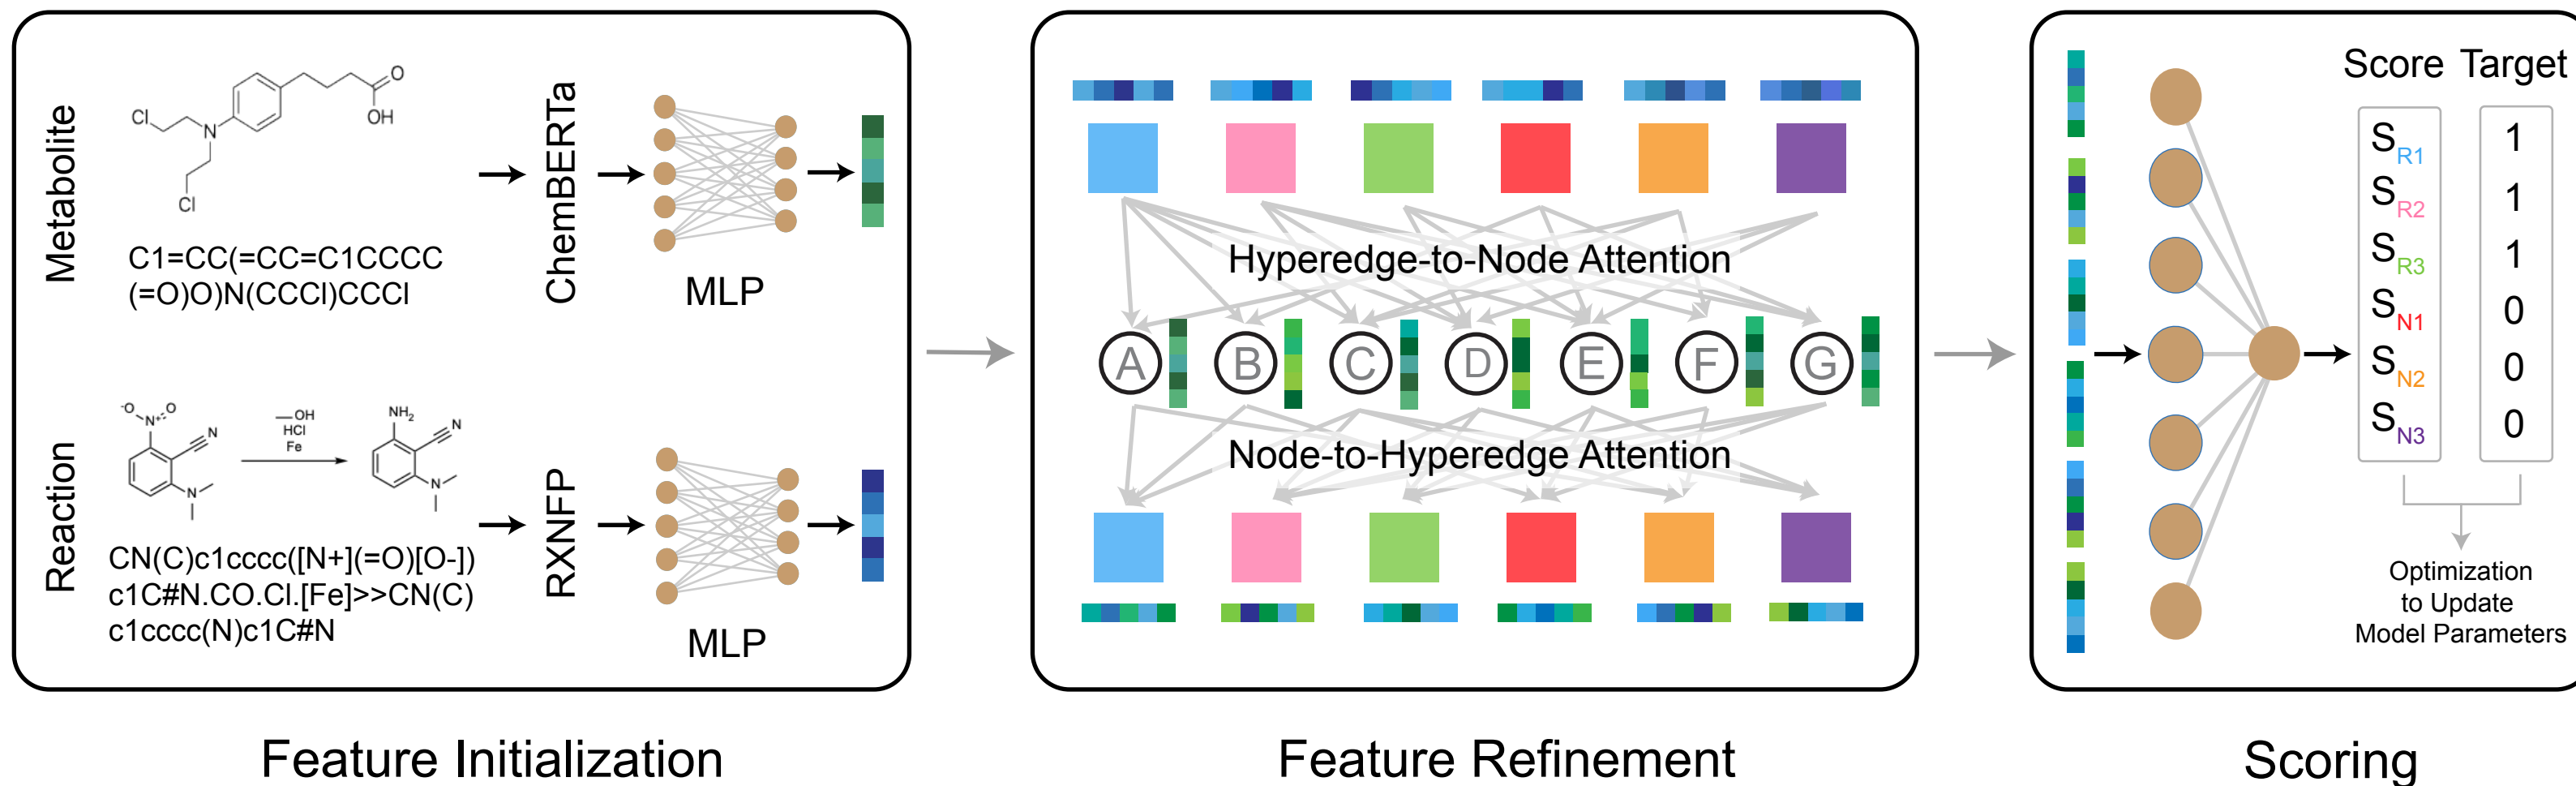 Metabolite
O
OH
Cl
N
Cl
C1=CC(=CC=C1CCCC
(=O)O)N(CCCl)CCCl
ChemBERTa
MLP
Reaction
-O
N+
O
N
N
—OH
HCl
Fe
NH2
N
N
CN(C)c1cccc([N+](=O)[O-])
c1C#N.CO.Cl.[Fe]>>CN(C)
c1cccc(N)c1C#N
RXNFP
MLP
Feature Initialization
Hyperedge-to-Node Attention
A B C D E F G
Node-to-Hyperedge Attention
Feature Refinement
Score Target
SR1 1
SR2 1
SR3 1
SN1 0
SN2 0
SN3 0
Optimization
to Update
Model Parameters
Scoring